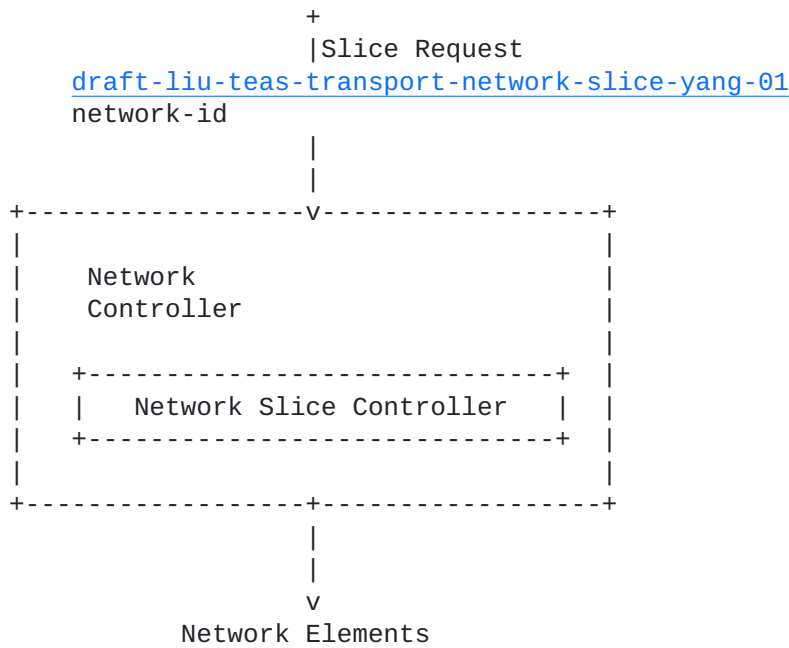 Slice Request
draft-liu-teas-transport-network-slice-yang-01
network-id
Network
Controller
Network Slice Controller
Network Elements